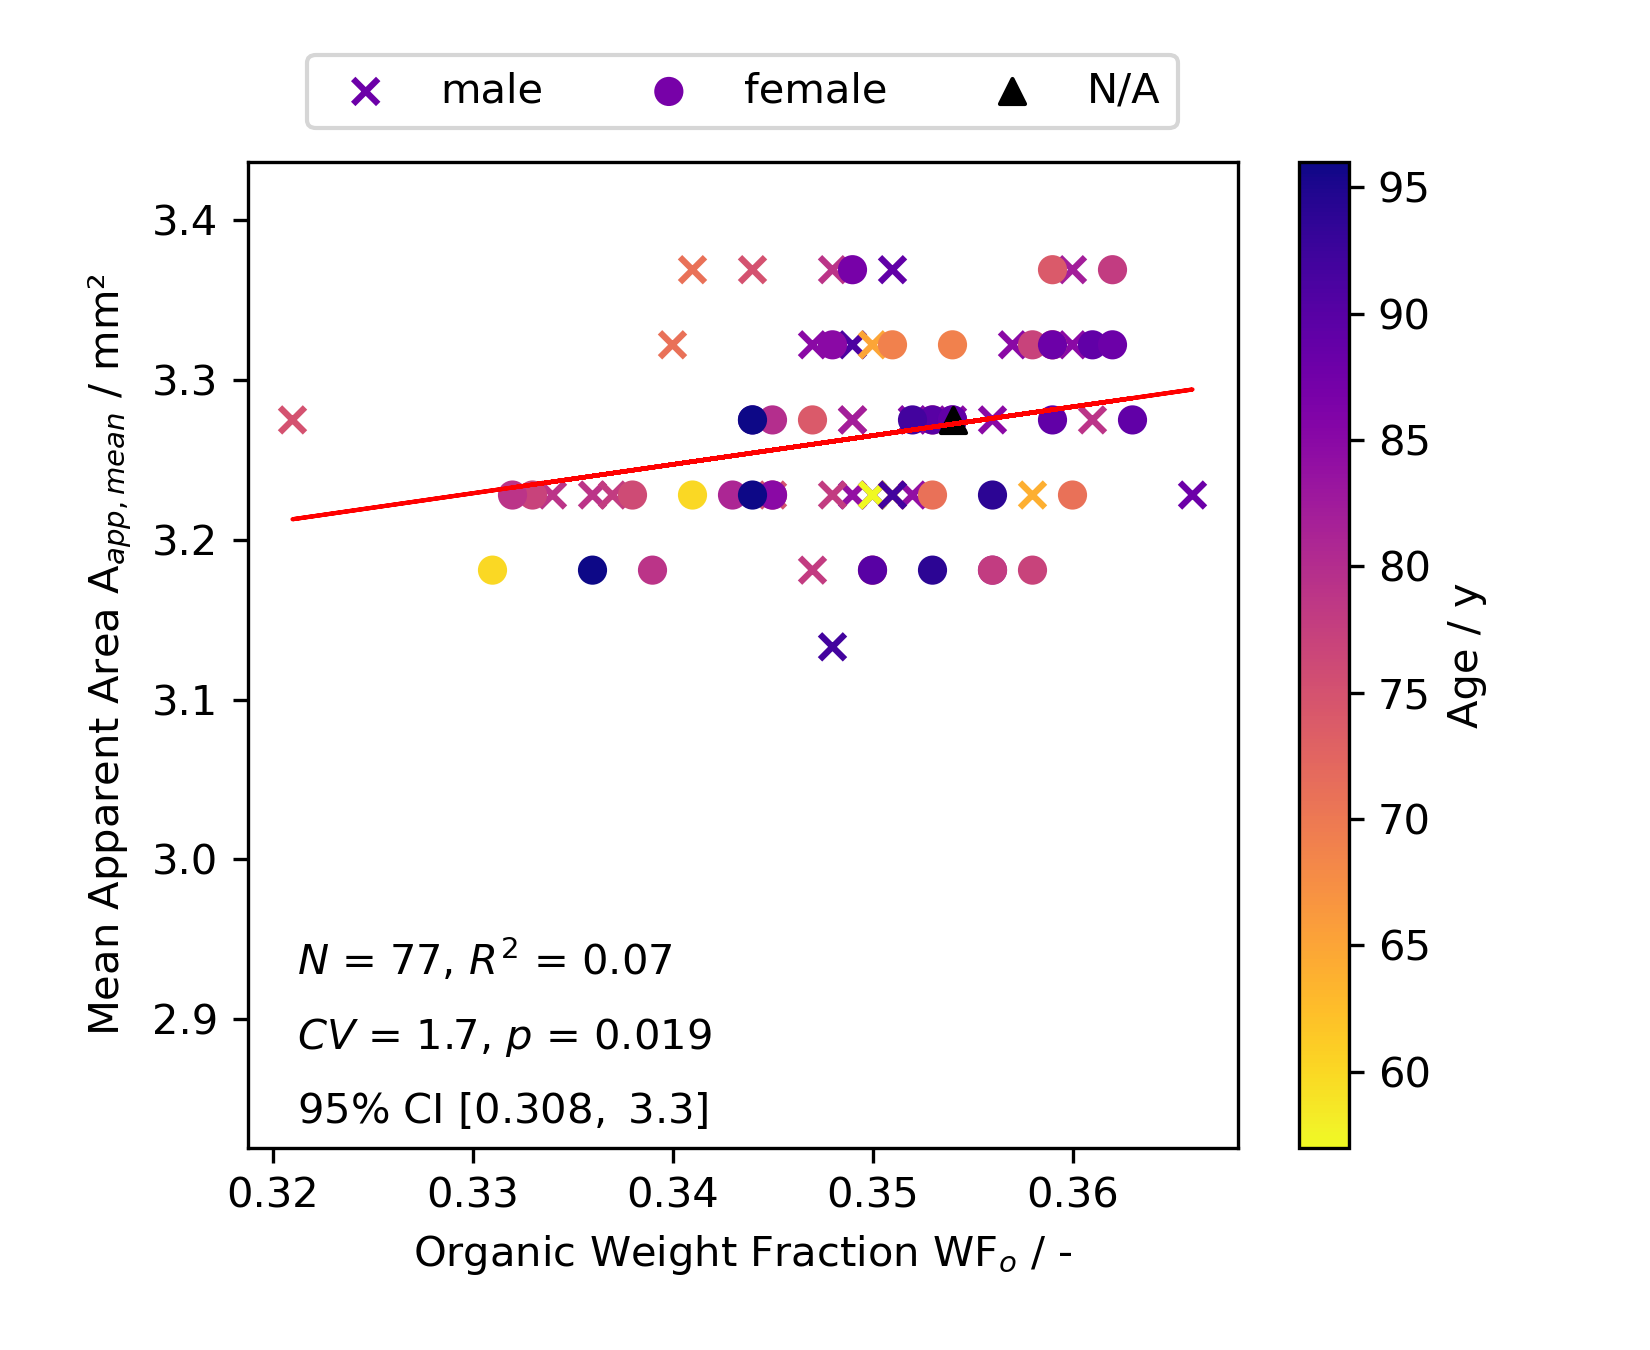 male female N/A
Mean Apparent Area A_app,mean / mm²
3.4
3.3
3.2
3.1
3.0
2.9
N = 77, R² = 0.07
CV = 1.7, p = 0.019
95% CI [0.308, 3.3]
0.32 0.33 0.34 0.35 0.36
Organic Weight Fraction WFₒ / -
95
90
85
80
75
70
65
60
Age / y